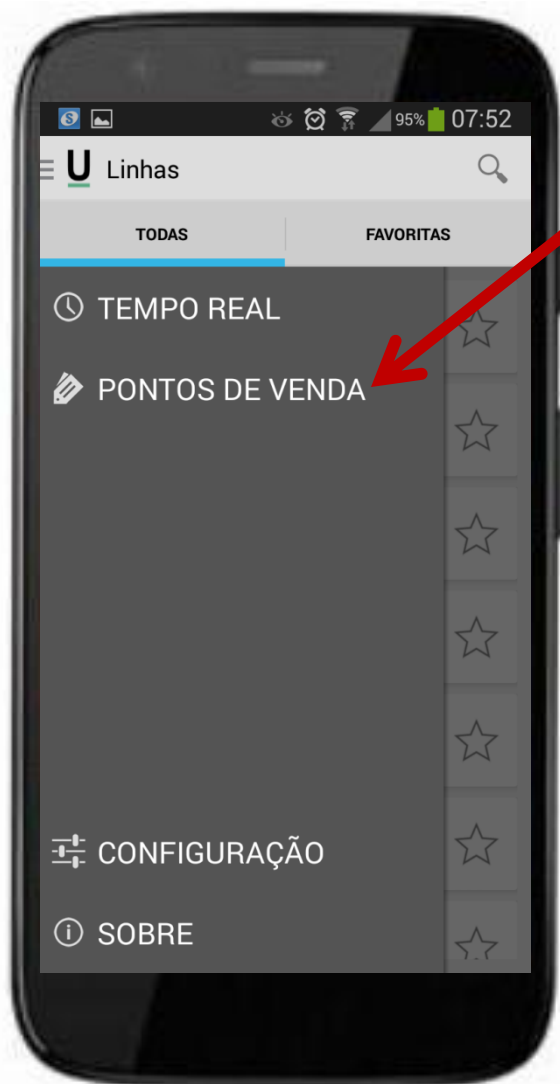 95% 07:52
U Linhas
TODAS FAVORITAS
TEMPO REAL
PONTOS DE VENDA
CONFIGURAÇÃO
SOBRE